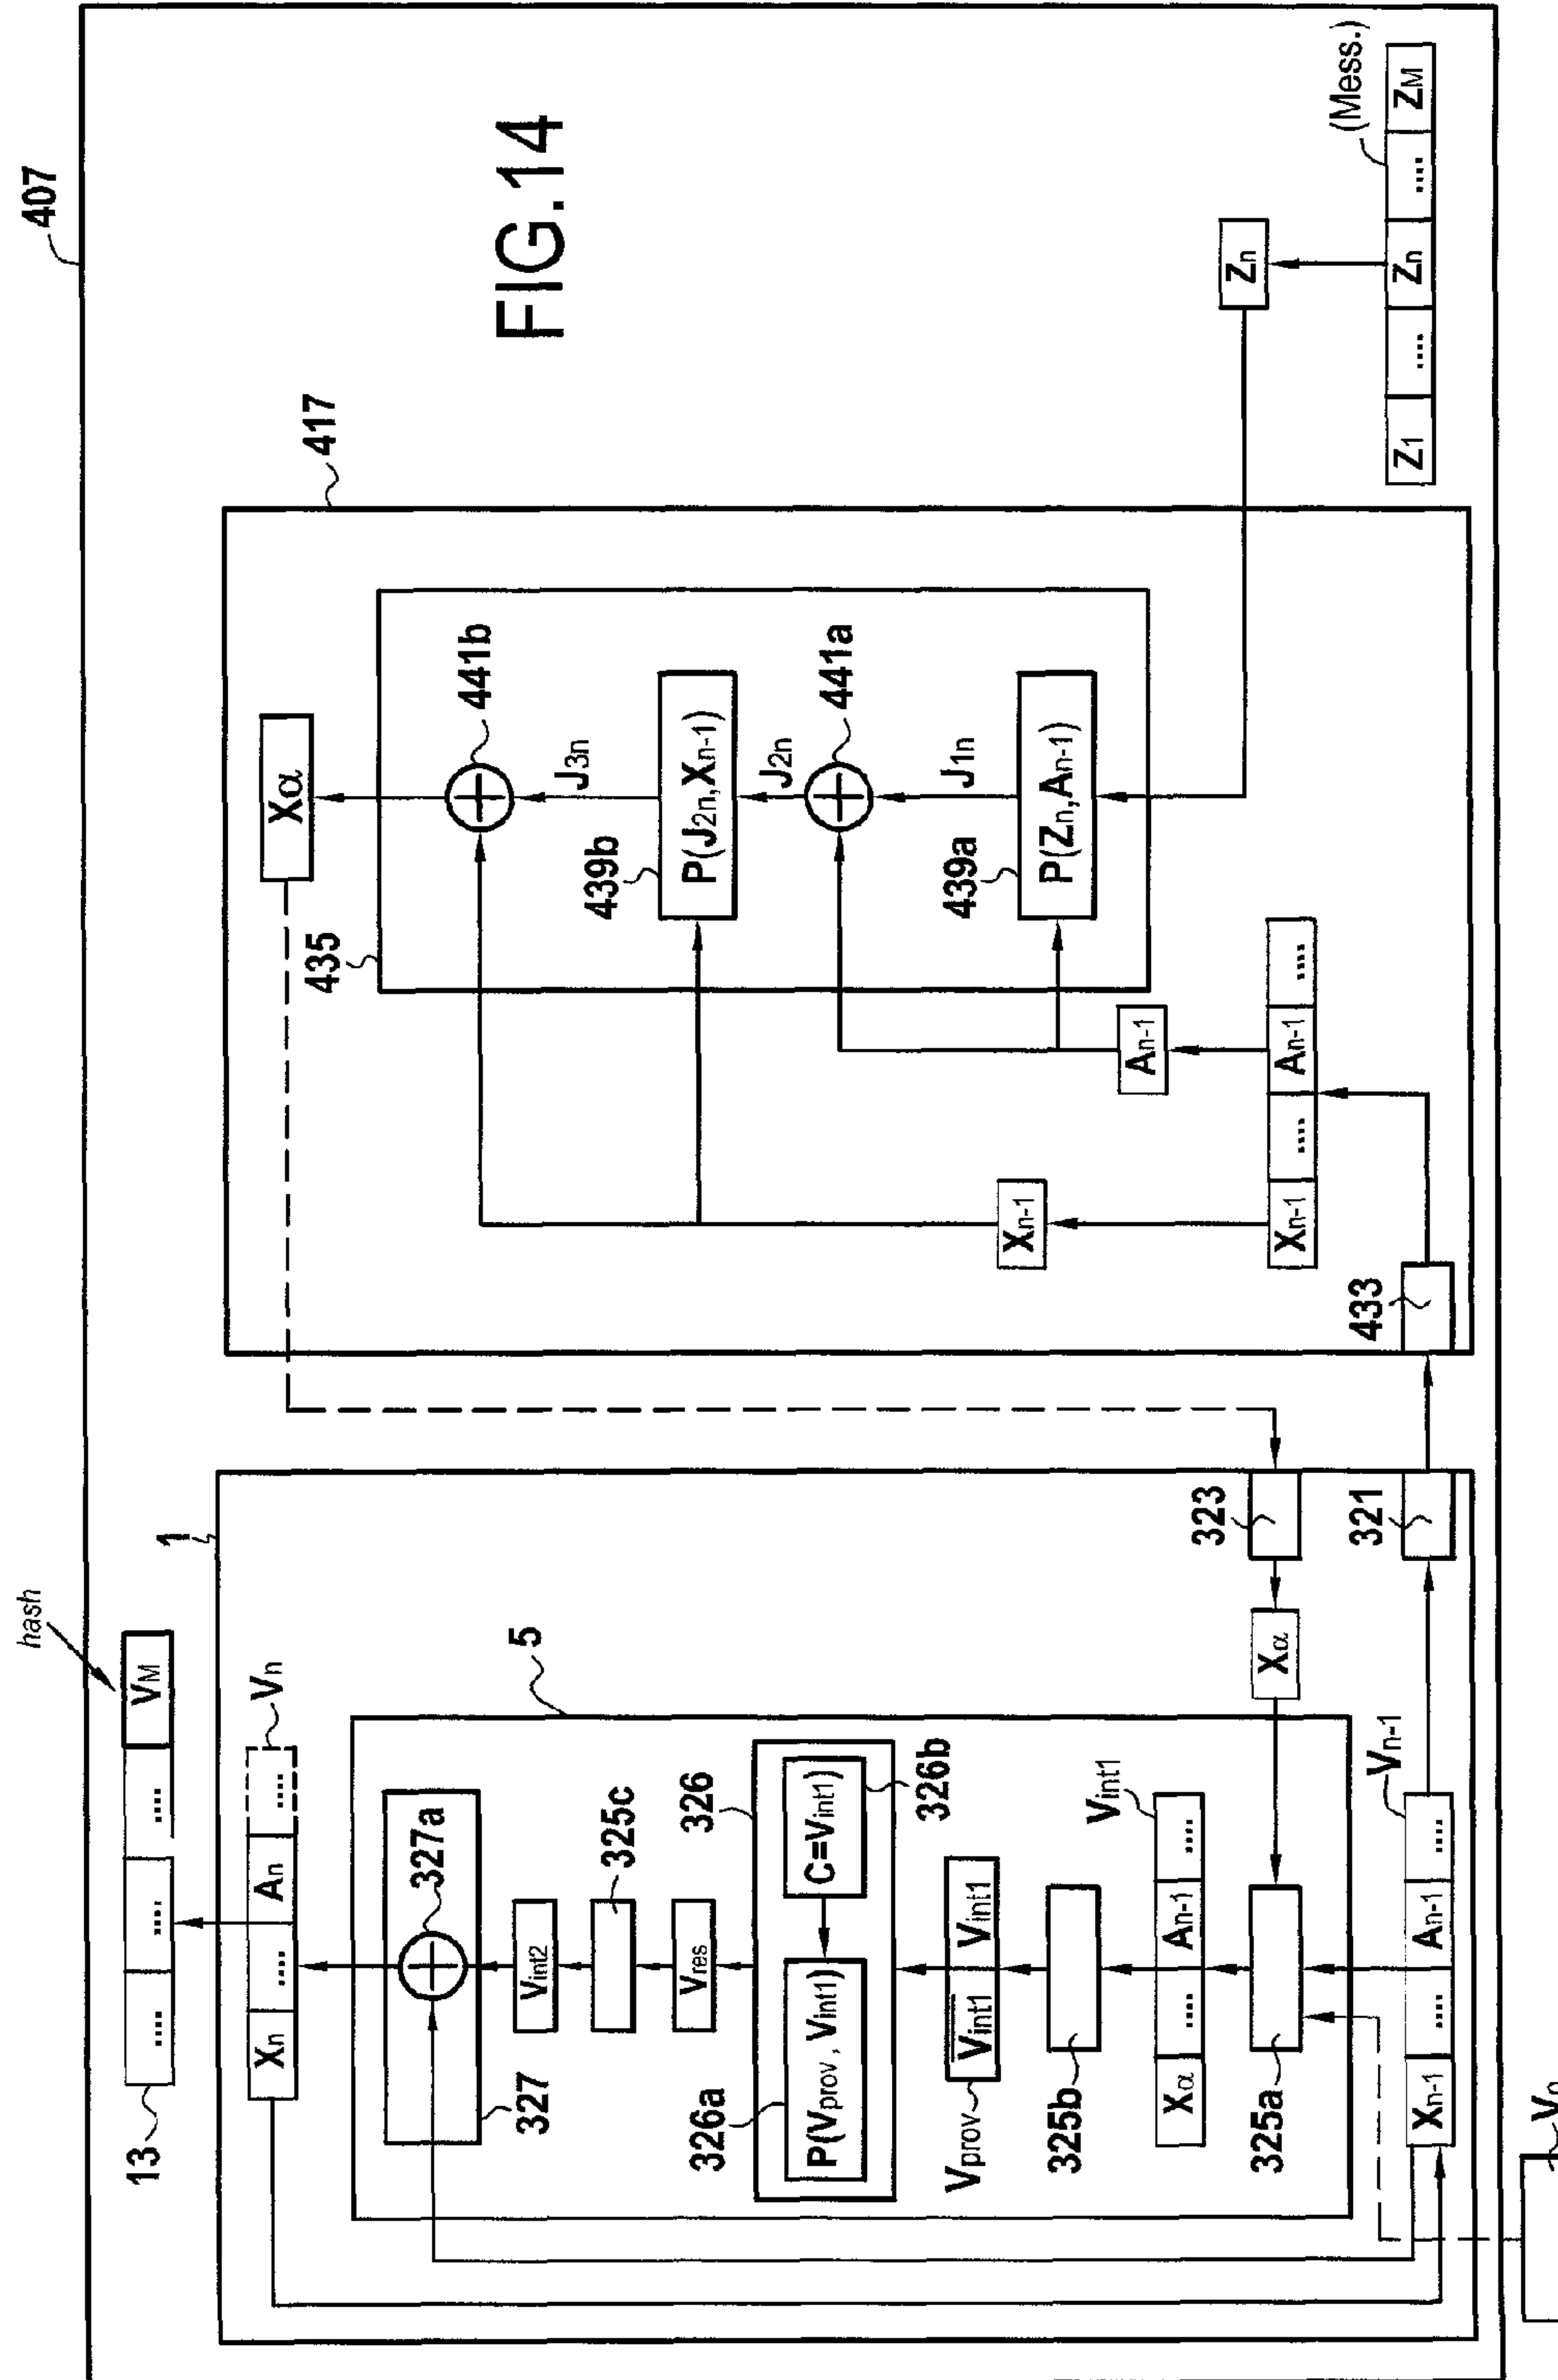 407
FIG.14
hash
13
.... .... .... VM
Xn .... An ....
Vn
1
5
327a
327
Vint2
325c
Vres
326
326a
P(Vprov, Vint1)
C=Vint1)
326b
Vprov
Vint1 Vint1
325b
Vint1
Xα .... An-1 ....
325a
Vn-1
Xn-1 .... An-1 ....
Xα
323
321
417
Xα
435
441b
J3n
439b
P(J2n, Xn-1)
J2n
441a
J1n
439a
P(Zn, An-1)
Xn-1
An-1
Xn-1 .... An-1 ....
433
Zn
(Mess.)
Z1 .... Zn .... ZM